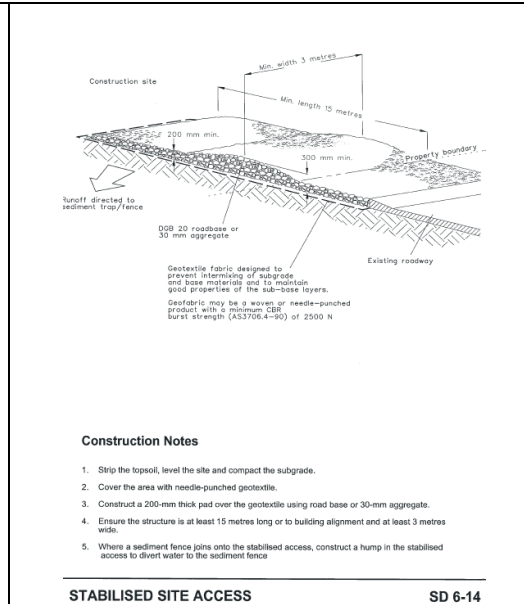 Min. width 3 metres
Construction site
Min. length 15 metres
200 mm min.
300 mm min.
Property boundary
Runoff directed to
sediment trap/fence
DGB 20 roadbase or
30 mm aggregate
Existing roadway
Geotextile fabric designed to
prevent intermixing of subgrade
and base materials and to maintain
good properties of the sub-base layers.
Geofabric may be a woven or needle-punched
product with a minimum CBR
burst strength (AS3706.4-90) of 2500 N
Construction Notes
1. Strip the topsoil, level the site and compact the subgrade.
2. Cover the area with needle-punched geotextile.
3. Construct a 200-mm thick pad over the geotextile using road base or 30-mm aggregate.
4. Ensure the structure is at least 15 metres long or to building alignment and at least 3 metres
wide.
5. Where a sediment fence joins onto the stabilised access, construct a hump in the stabilised
access to divert water to the sediment fence
STABILISED SITE ACCESS SD 6-14